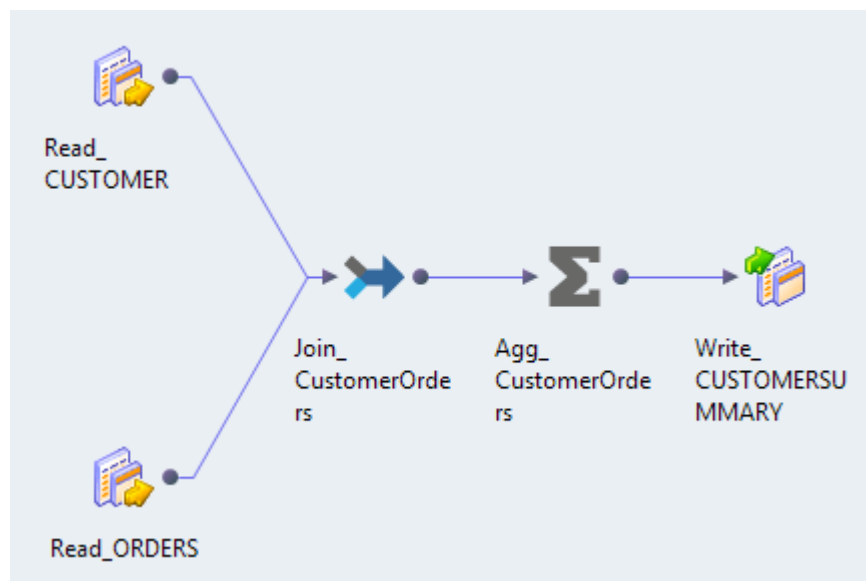 Read_
CUSTOMER
Join_
CustomerOrde
rs
Agg_
CustomerOrde
rs
Write_
CUSTOMERSU
MMARY
Read_ORDERS